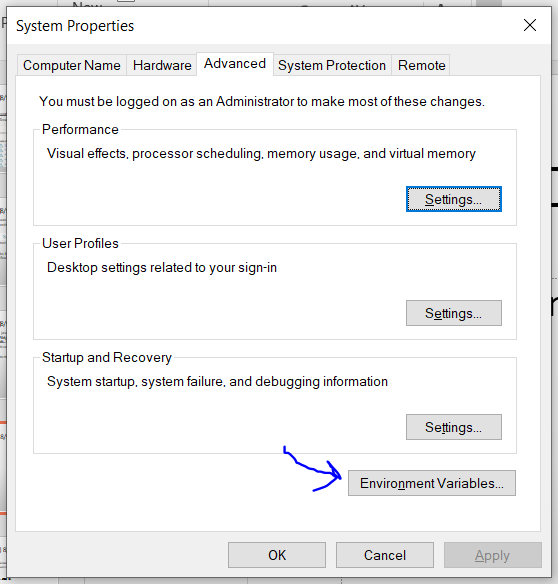 System Properties
Computer Name Hardware Advanced System Protection Remote
You must be logged on as an Administrator to make most of these changes.
Performance
Visual effects, processor scheduling, memory usage, and virtual memory
Settings...
User Profiles
Desktop settings related to your sign-in
Settings...
Startup and Recovery
System startup, system failure, and debugging information
Settings...
Environment Variables...
OK Cancel Apply